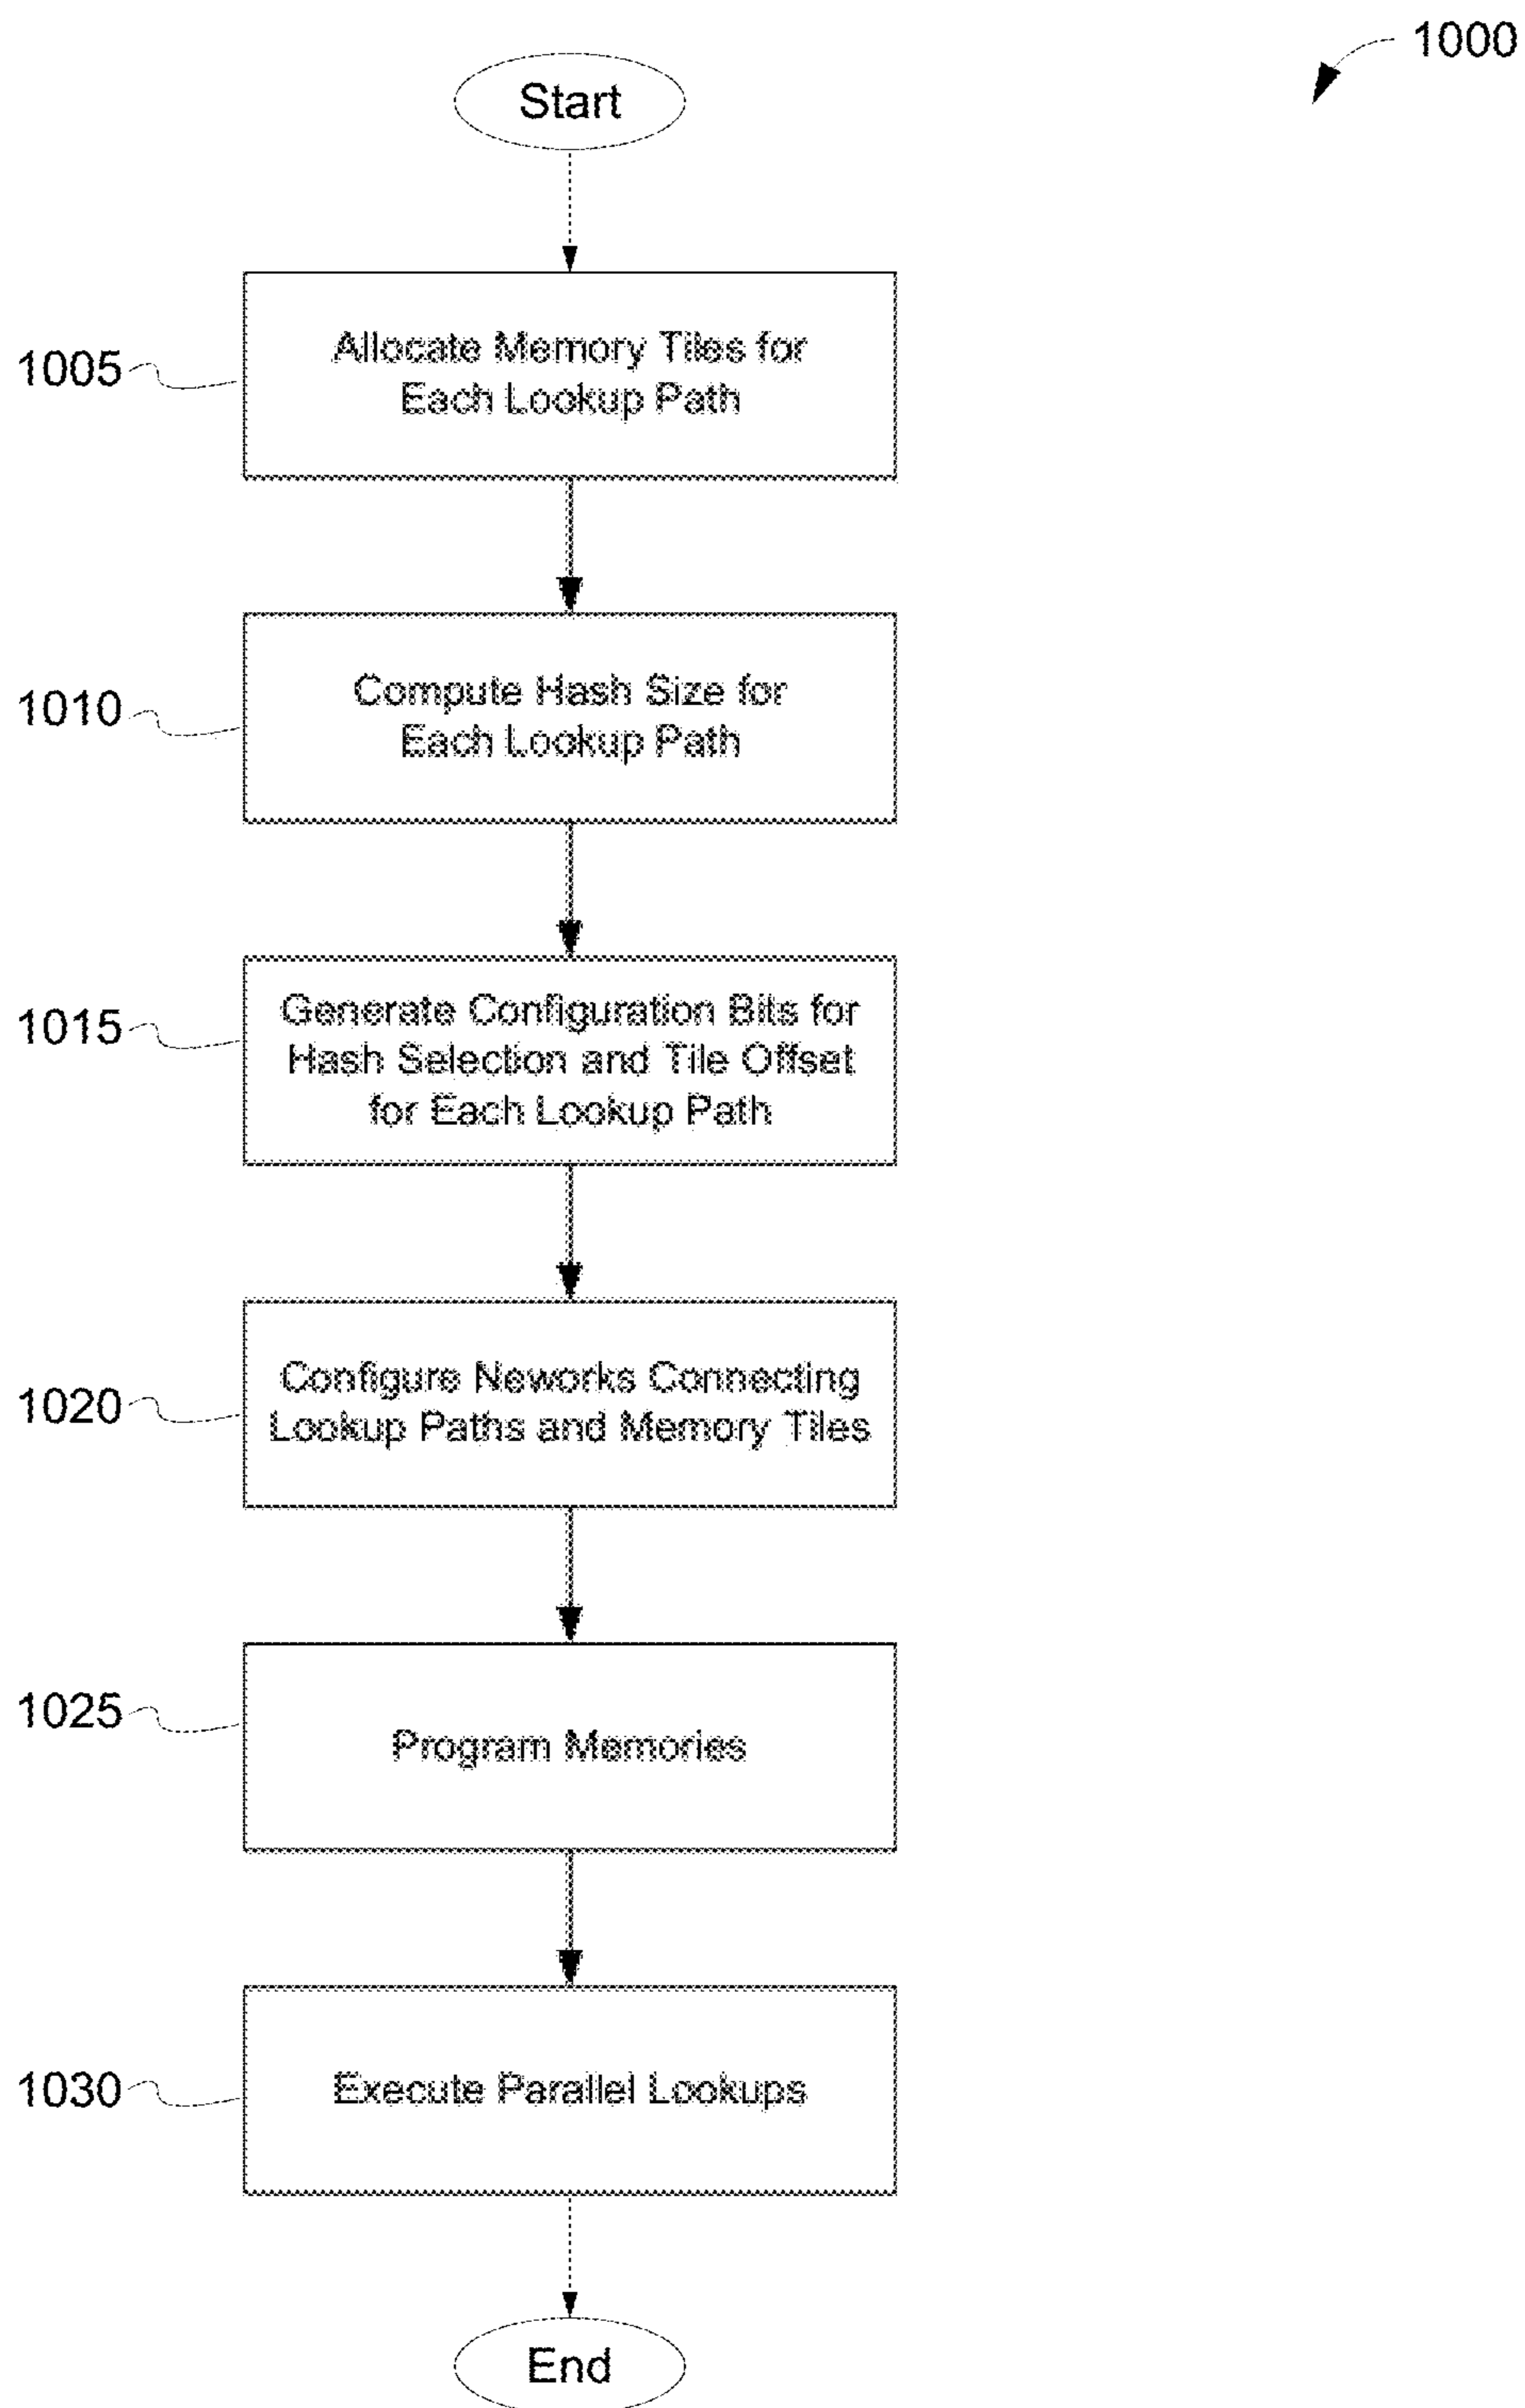 1000
Start
1005
Allocate Memory Tiles for
Each Lookup Path
1010
Compute Hash Size for
Each Lookup Path
1015
Generate Configuration Bits for
Hash Selection and Tile Offset
for Each Lookup Path
1020
Configure Neworks Connecting
Lookup Paths and Memory Tiles
1025
Program Memories
1030
Execute Parallel Lookups
End